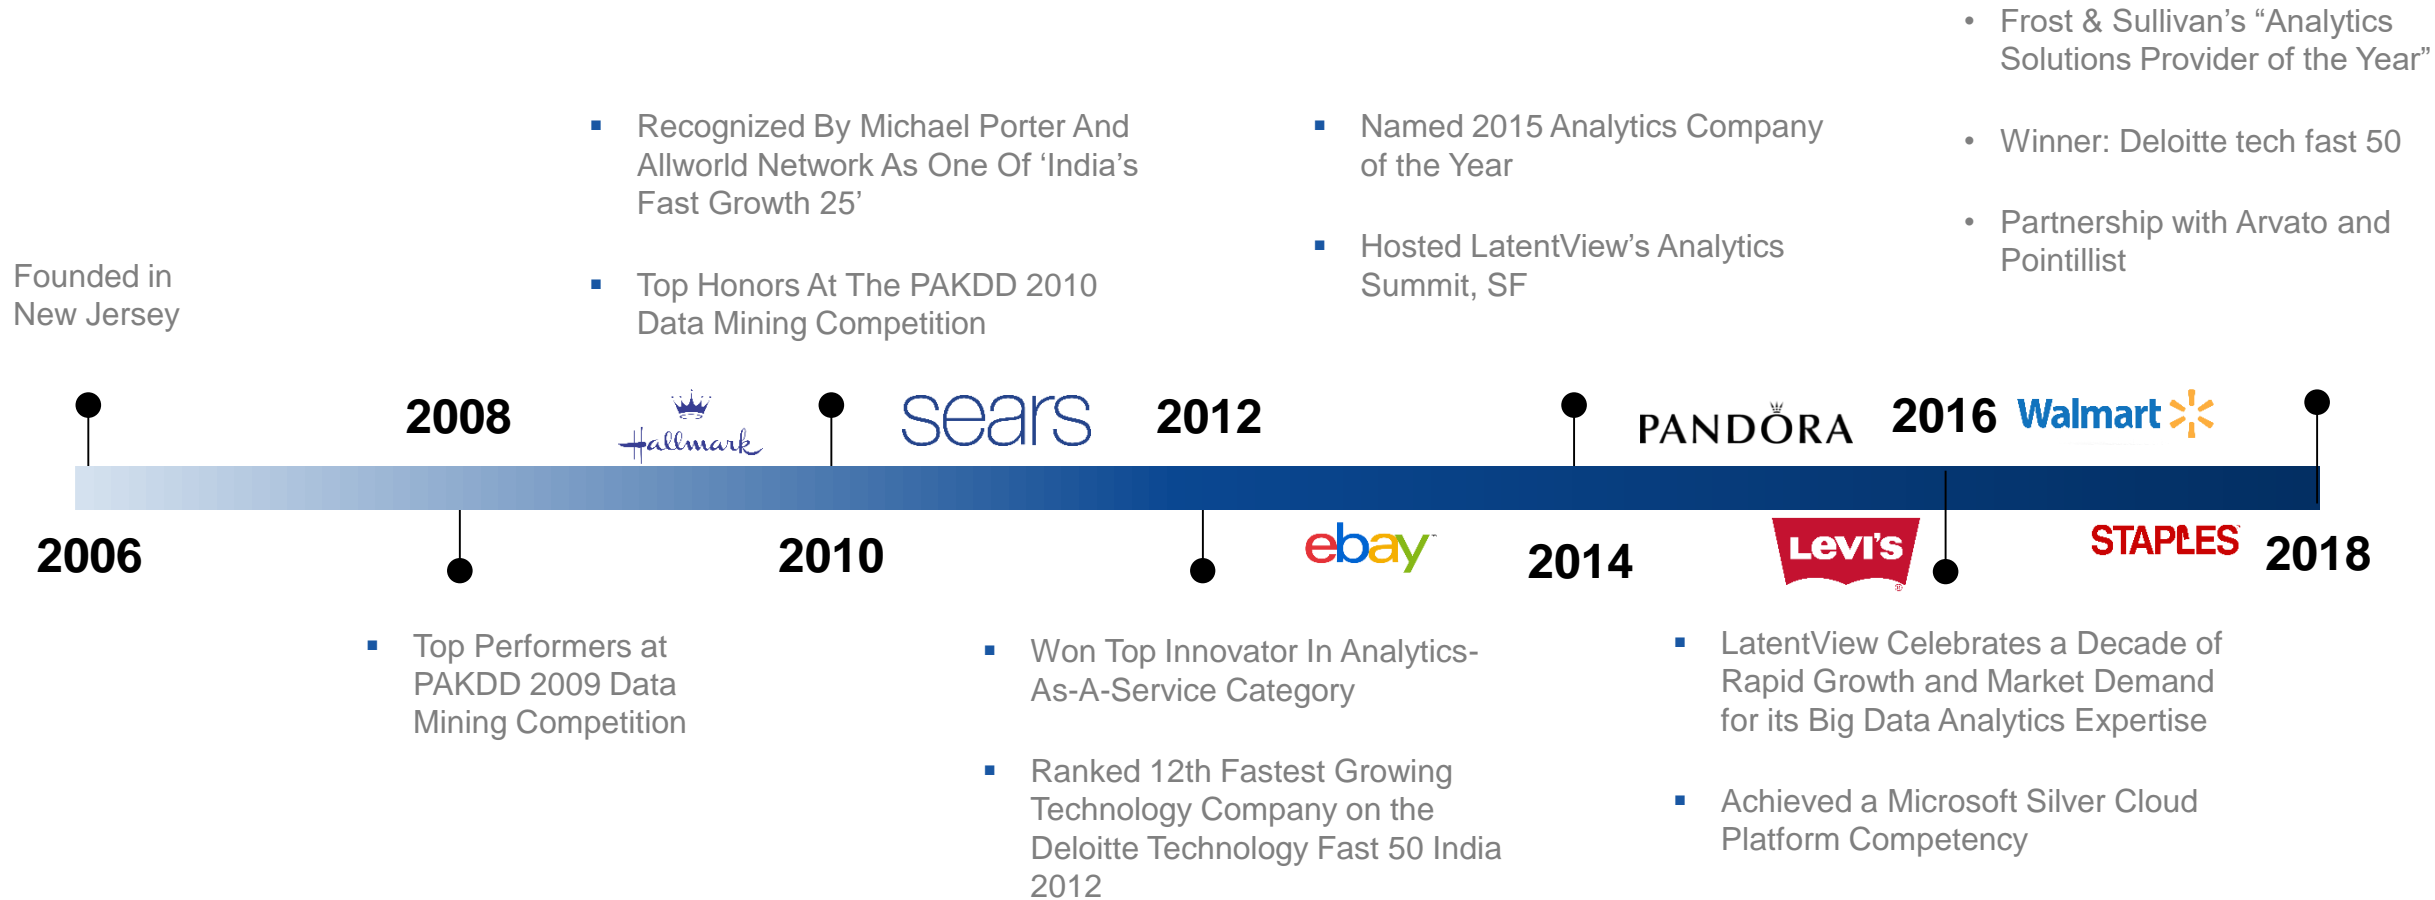 Founded in
New Jersey
Recognized By Michael Porter And
Allworld Network As One Of ‘India’s
Fast Growth 25’
Top Honors At The PAKDD 2010
Data Mining Competition
Named 2015 Analytics Company
of the Year
Hosted LatentView’s Analytics
Summit, SF
Frost & Sullivan’s “Analytics
Solutions Provider of the Year”
Winner: Deloitte tech fast 50
Partnership with Arvato and
Pointillist
2008
Hallmark
sears
2012
PANDÖRA
2016
Walmart
2006
2010
ebay™
2014
LEVI'S®
STAPLES
2018
Top Performers at
PAKDD 2009 Data
Mining Competition
Won Top Innovator In Analytics-
As-A-Service Category
Ranked 12th Fastest Growing
Technology Company on the
Deloitte Technology Fast 50 India
2012
LatentView Celebrates a Decade of
Rapid Growth and Market Demand
for its Big Data Analytics Expertise
Achieved a Microsoft Silver Cloud
Platform Competency